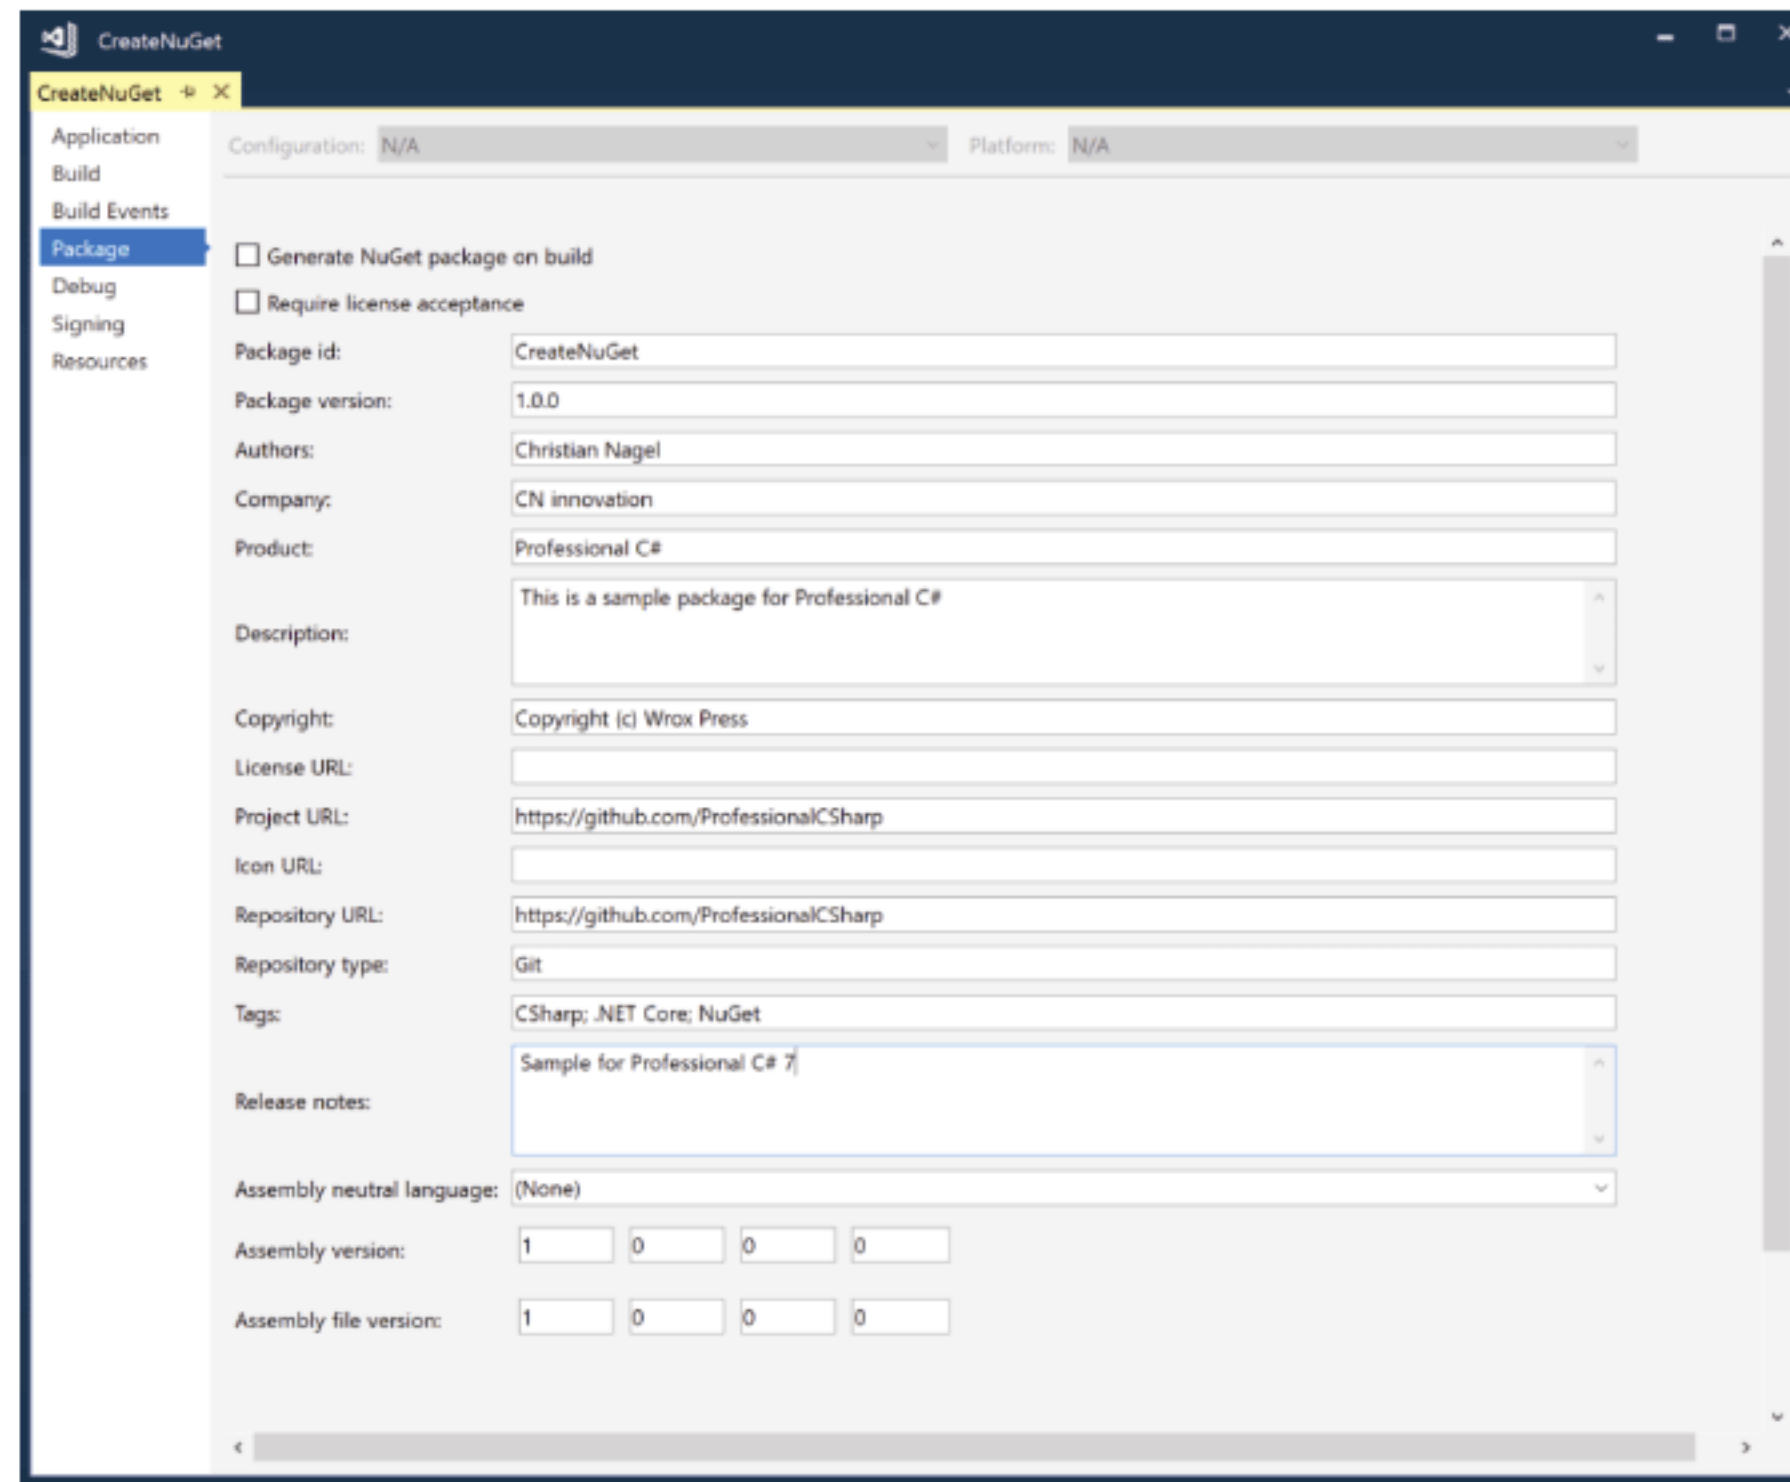 CreateNuGet
CreateNuGet
Application
Build
Build Events
Package
Debug
Signing
Resources
Configuration: N/A Platform: N/A
Generate NuGet package on build
Require license acceptance
Package id: CreateNuGet
Package version: 1.0.0
Authors: Christian Nagel
Company: CN innovation
Product: Professional C#
Description: This is a sample package for Professional C#
Copyright: Copyright (c) Wrox Press
License URL:
Project URL: https://github.com/ProfessionalCSharp
Icon URL:
Repository URL: https://github.com/ProfessionalCSharp
Repository type: Git
Tags: CSharp; .NET Core; NuGet
Release notes: Sample for Professional C# 7
Assembly neutral language: (None)
Assembly version: 1 0 0 0
Assembly file version: 1 0 0 0